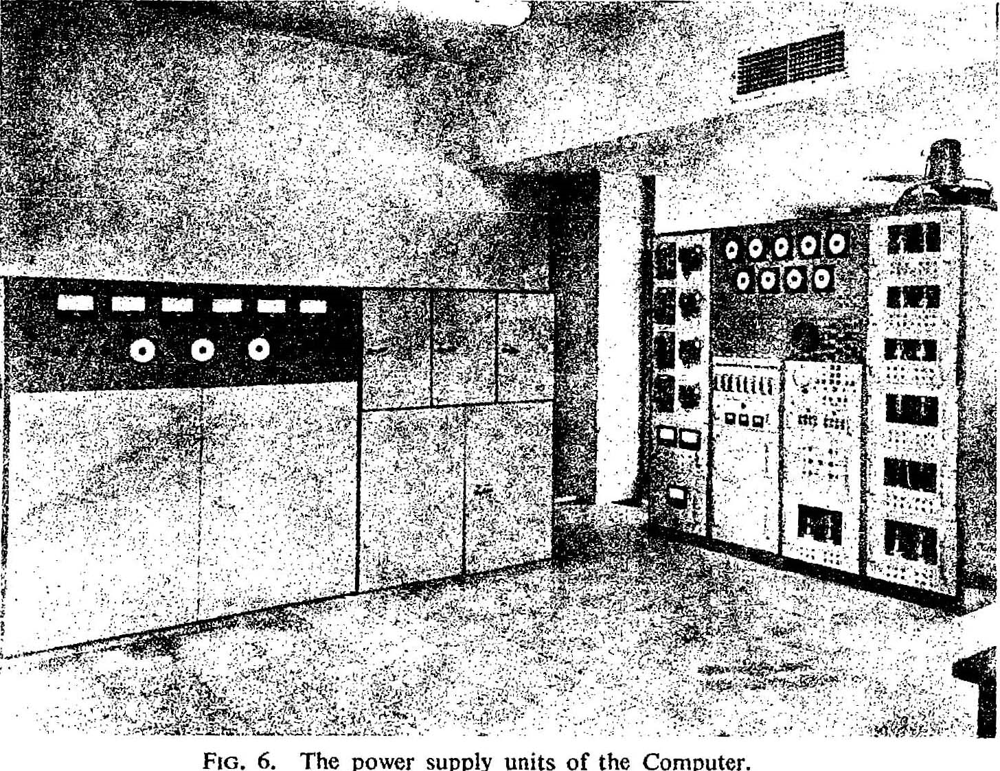 FIG. 6. The power supply units of the Computer.